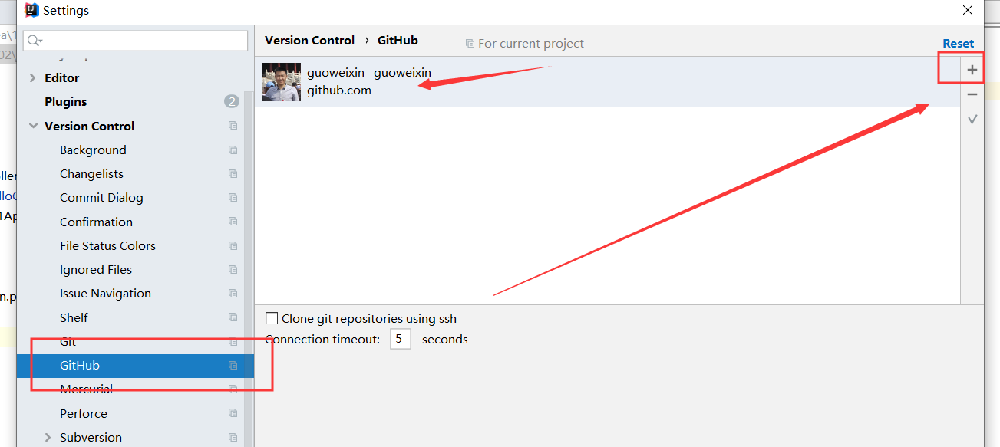 Settings
Version Control › GitHub For current project Reset
Editor
Plugins 2
Version Control
Background
Changelists
Commit Dialog
Confirmation
File Status Colors
Ignored Files
Issue Navigation
Shelf
Git
GitHub
Mercurial
Perforce
Subversion
guoweixin guoweixin
github.com
Clone git repositories using ssh
Connection timeout: 5 seconds